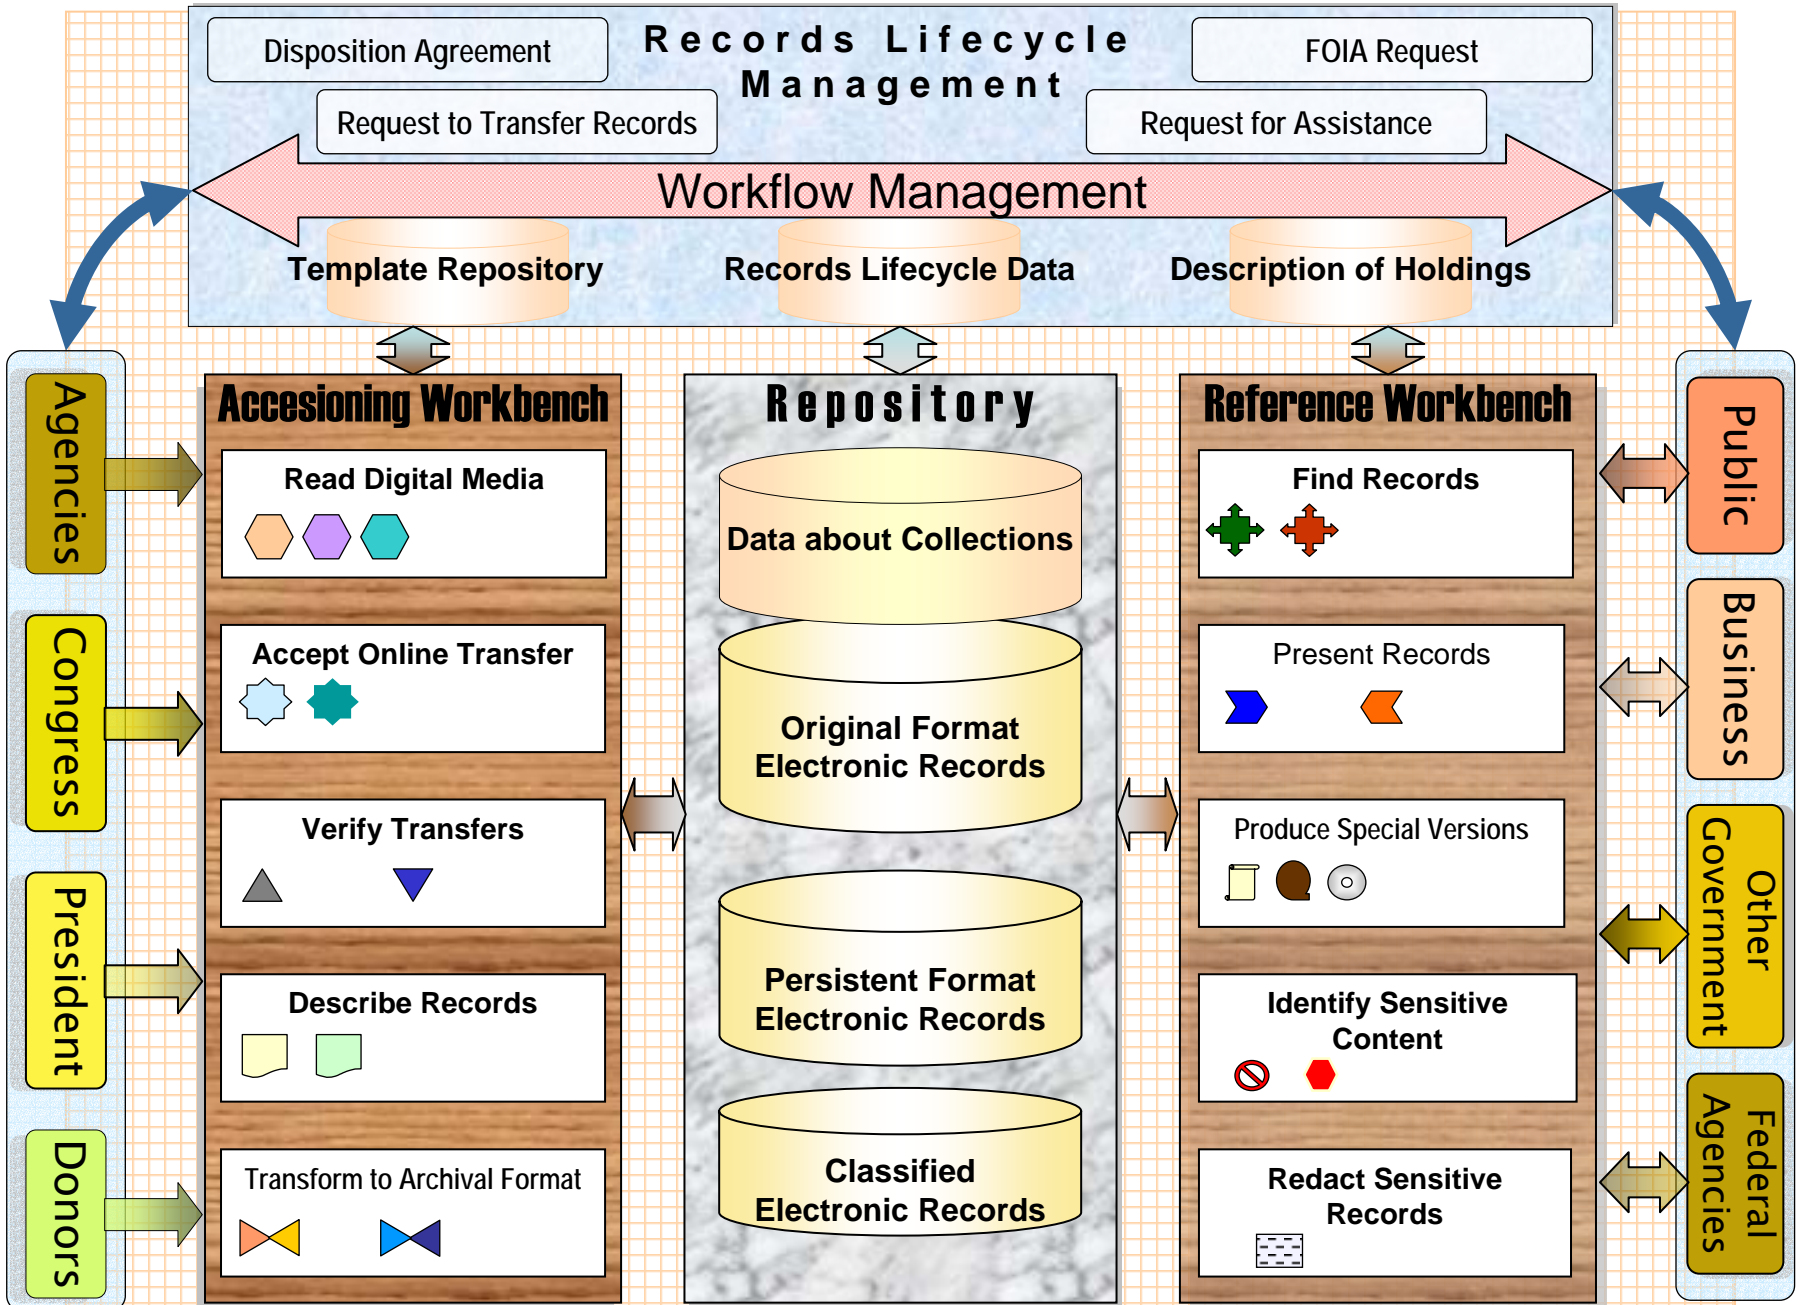 Records Lifecycle
Management
Disposition Agreement
FOIA Request
Request to Transfer Records
Request for Assistance
Workflow Management
Template Repository
Records Lifecycle Data
Description of Holdings
Agencies
Congress
President
Donors
Accesioning Workbench
Read Digital Media
Accept Online Transfer
Verify Transfers
Describe Records
Transform to Archival Format
Repository
Data about Collections
Original Format
Electronic Records
Persistent Format
Electronic Records
Classified
Electronic Records
Reference Workbench
Find Records
Present Records
Produce Special Versions
Identify Sensitive
Content
Redact Sensitive
Records
Public
Business
Other
Government
Federal
Agencies